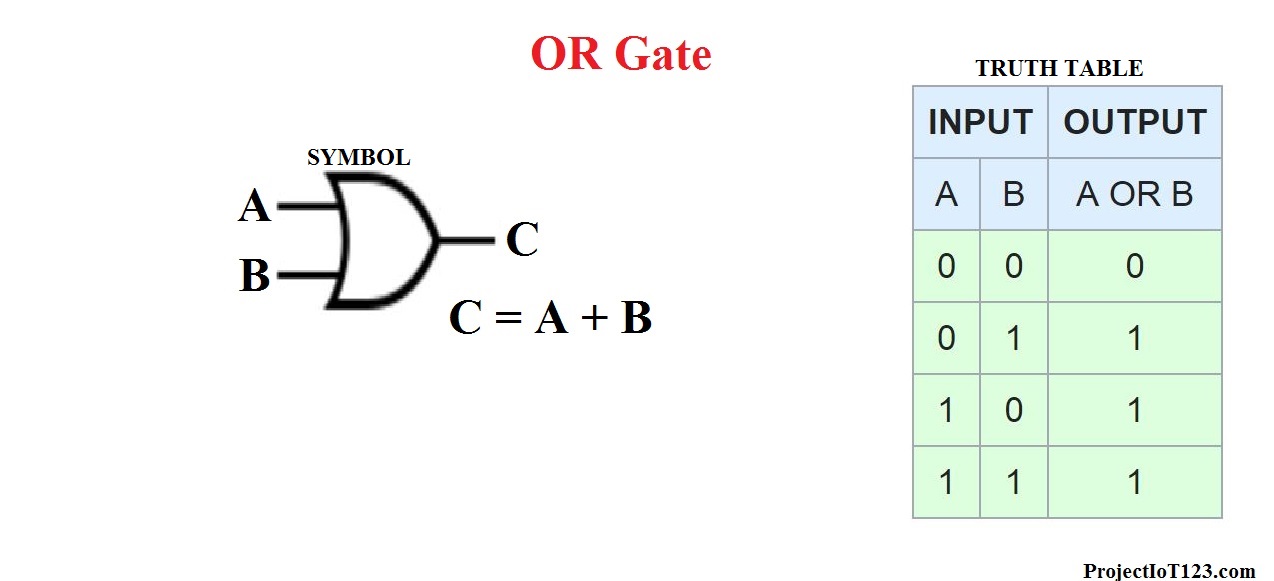 OR Gate
SYMBOL
A
B
C
C = A + B
TRUTH TABLE
INPUT OUTPUT
A B A OR B
0 0 0
0 1 1
1 0 1
1 1 1
ProjectIoT123.com